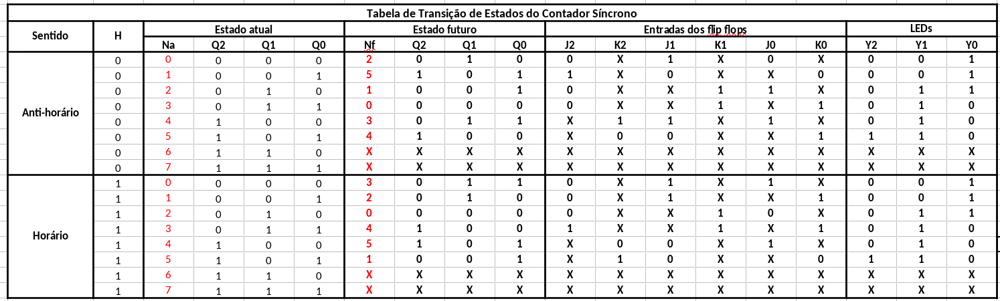 Tabela de Transição de Estados do Contador Síncrono
Sentido H Estado atual Estado futuro Entradas dos flip flops LEDs
Na Q2 Q1 Q0 Nf Q2 Q1 Q0 J2 K2 J1 K1 J0 K0 Y2 Y1 Y0
Anti-horário
0 0 0 0 0 2 0 1 0 0 X 1 X 0 X 0 0 1
0 1 0 0 1 5 1 0 1 1 X 0 X X 0 0 0 1
0 2 0 1 0 1 0 0 1 0 X X 1 1 X 0 1 1
0 3 0 1 1 0 0 0 0 0 X X 1 X 1 0 1 0
0 4 1 0 0 3 0 1 1 X 1 1 X 1 X 0 1 0
0 5 1 0 1 4 1 0 0 X 0 0 X X 1 1 1 0
0 6 1 1 0 X X X X X X X X X X X X X
0 7 1 1 1 X X X X X X X X X X X X X
Horário
1 0 0 0 0 3 0 1 1 0 X 1 X 1 X 0 0 1
1 1 0 0 1 2 0 1 0 0 X 1 X X 1 0 0 1
1 2 0 1 0 0 0 0 0 0 X X 1 0 X 0 1 1
1 3 0 1 1 4 1 0 0 1 X X 1 X 1 0 1 0
1 4 1 0 0 5 1 0 1 X 0 0 X 1 X 0 1 0
1 5 1 0 1 1 0 0 1 X 1 0 X X 0 1 1 0
1 6 1 1 0 X X X X X X X X X X X X X
1 7 1 1 1 X X X X X X X X X X X X X